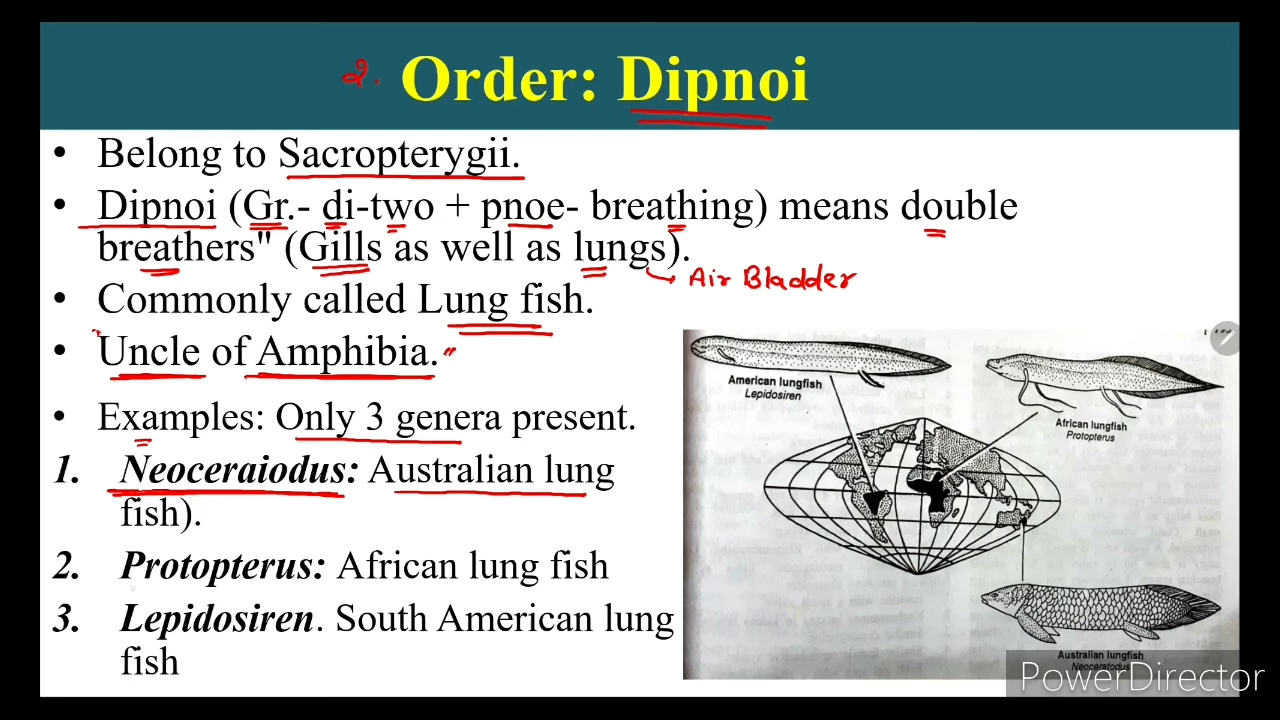 2. Order: Dipnoi
• Belong to Sacropterygii.
• Dipnoi (Gr.- di-two + pnoe- breathing) means double
breathers" (Gills as well as lungs).
Air Bladder
• Commonly called Lung fish.
• "Uncle of Amphibia."
• Examples: Only 3 genera present.
1. Neoceraiodus: Australian lung
fish).
2. Protopterus: African lung fish
3. Lepidosiren. South American lung
fish
American lungfish
Lepidosiren
African lungfish
Protopterus
Australian lungfish
Neoceratodus
PowerDirector